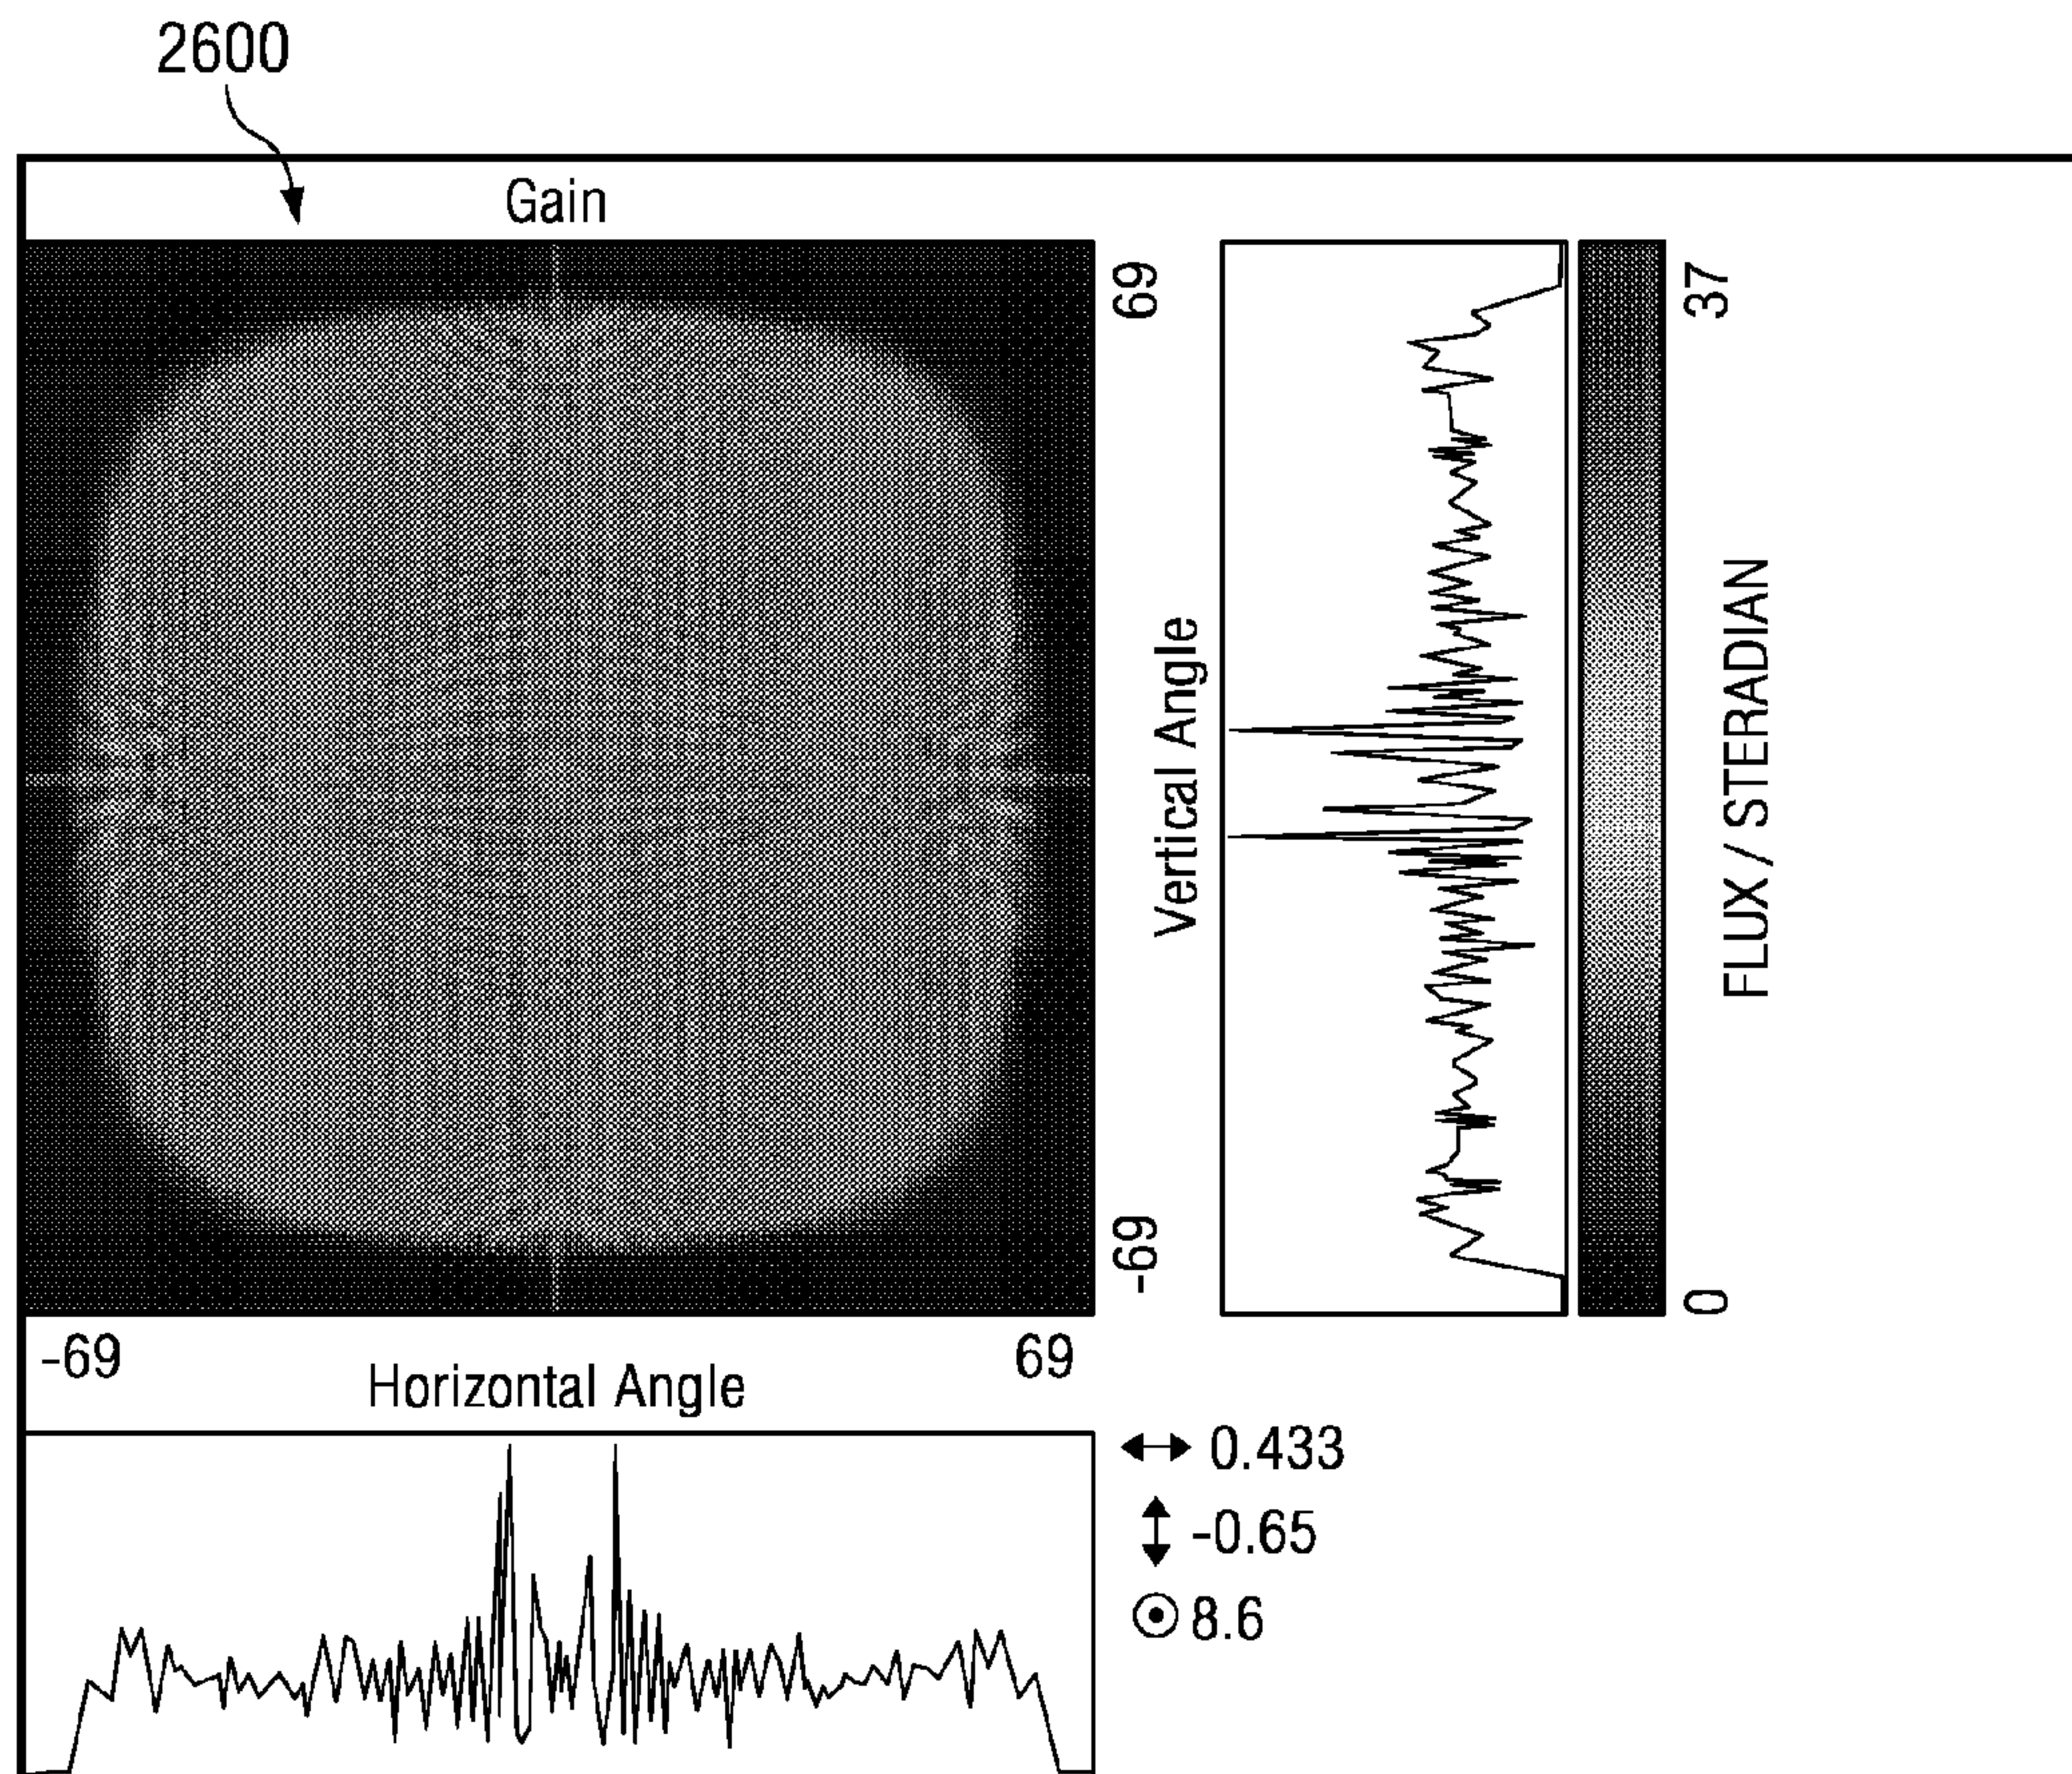 2600
Gain
69
Vertical Angle
-69
37
FLUX / STERADIAN
0
-69
69
Horizontal Angle
0.433
-0.65
8.6